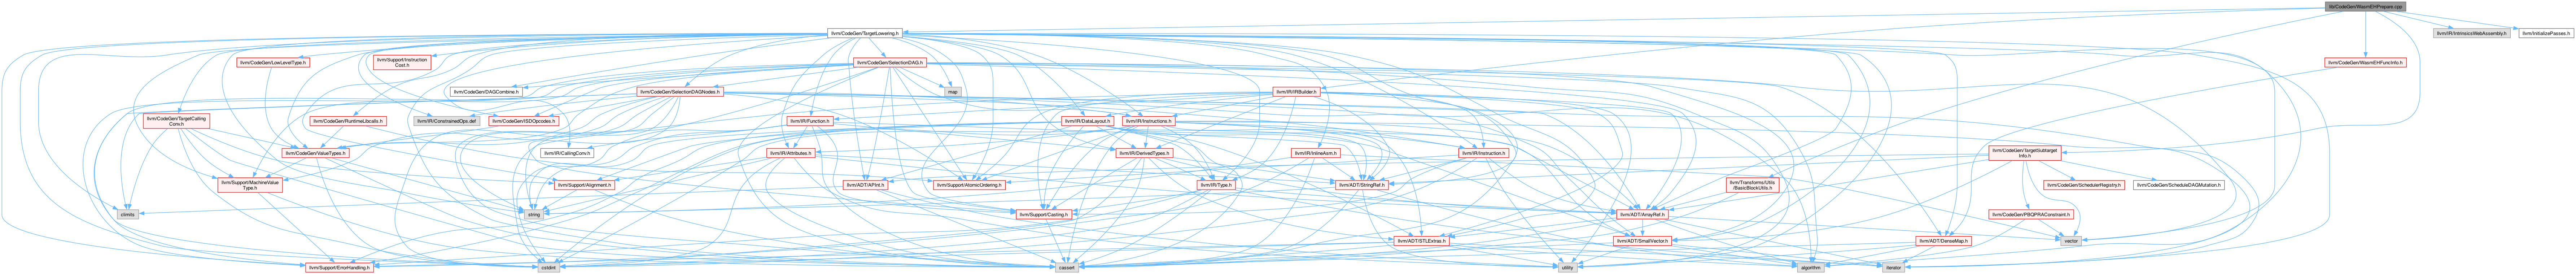 lib/CodeGen/WasmEHPrepare.cpp
llvm/CodeGen/TargetLowering.h
llvm/IR/IntrinsicsWebAssembly.h
llvm/InitializePasses.h
llvm/CodeGen/LowLevelType.h
llvm/Support/Instruction
Cost.h
llvm/CodeGen/SelectionDAG.h
llvm/CodeGen/WasmEHFuncInfo.h
llvm/CodeGen/DAGCombine.h
llvm/CodeGen/SelectionDAGNodes.h
map
llvm/IR/IRBuilder.h
llvm/CodeGen/TargetCalling
Conv.h
llvm/CodeGen/RuntimeLibcalls.h
llvm/IR/ConstrainedOps.def
llvm/CodeGen/ISDOpcodes.h
llvm/IR/Function.h
llvm/IR/DataLayout.h
llvm/IR/Instructions.h
llvm/CodeGen/ValueTypes.h
llvm/IR/CallingConv.h
llvm/IR/Attributes.h
llvm/IR/DerivedTypes.h
llvm/IR/InlineAsm.h
llvm/IR/Instruction.h
llvm/CodeGen/TargetSubtarget
Info.h
llvm/Support/MachineValue
Type.h
llvm/Support/Alignment.h
llvm/ADT/APInt.h
llvm/Support/AtomicOrdering.h
llvm/IR/Type.h
llvm/ADT/StringRef.h
llvm/Transforms/Utils
/BasicBlockUtils.h
llvm/CodeGen/SchedulerRegistry.h
llvm/CodeGen/ScheduleDAGMutation.h
climits
string
llvm/Support/Casting.h
llvm/ADT/ArrayRef.h
llvm/CodeGen/PBQPRAConstraint.h
llvm/ADT/STLExtras.h
llvm/ADT/SmallVector.h
llvm/ADT/DenseMap.h
vector
llvm/Support/ErrorHandling.h
cstdint
cassert
utility
algorithm
iterator